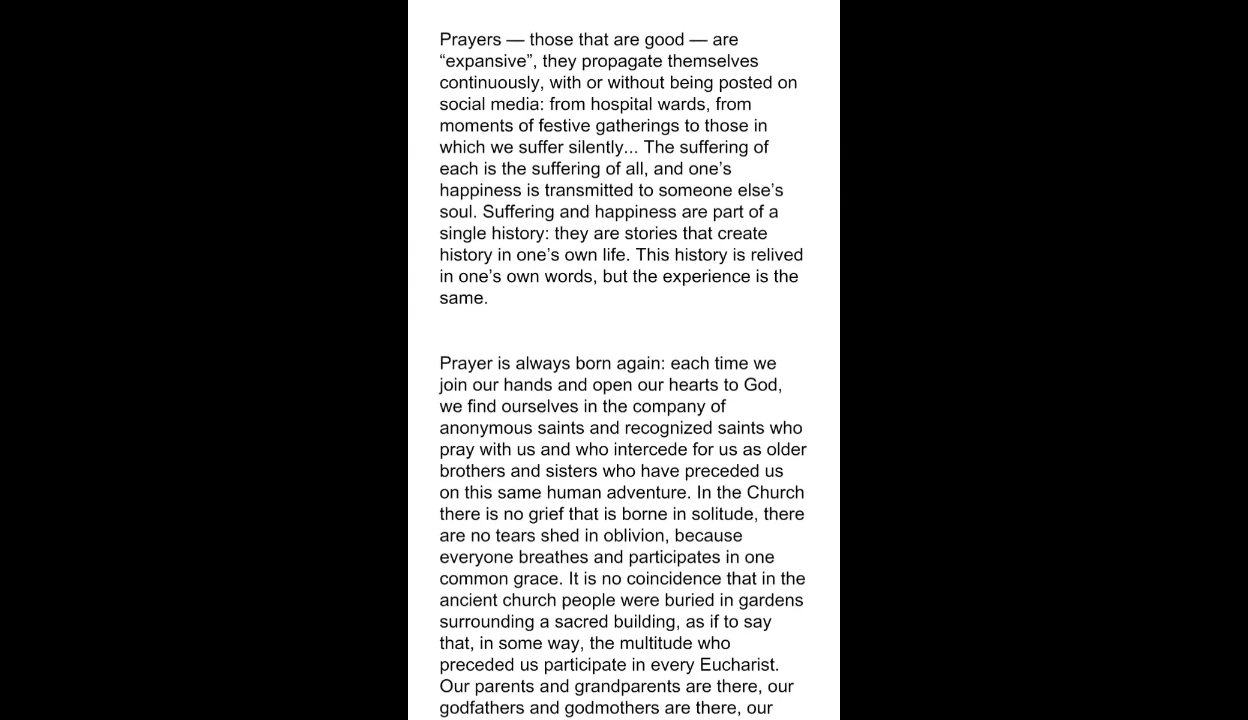 Prayers — those that are good — are
“expansive”, they propagate themselves
continuously, with or without being posted on
social media: from hospital wards, from
moments of festive gatherings to those in
which we suffer silently... The suffering of
each is the suffering of all, and one’s
happiness is transmitted to someone else’s
soul. Suffering and happiness are part of a
single history: they are stories that create
history in one’s own life. This history is relived
in one’s own words, but the experience is the
same.
Prayer is always born again: each time we
join our hands and open our hearts to God,
we find ourselves in the company of
anonymous saints and recognized saints who
pray with us and who intercede for us as older
brothers and sisters who have preceded us
on this same human adventure. In the Church
there is no grief that is borne in solitude, there
are no tears shed in oblivion, because
everyone breathes and participates in one
common grace. It is no coincidence that in the
ancient church people were buried in gardens
surrounding a sacred building, as if to say
that, in some way, the multitude who
preceded us participate in every Eucharist.
Our parents and grandparents are there, our
godfathers and godmothers are there, our